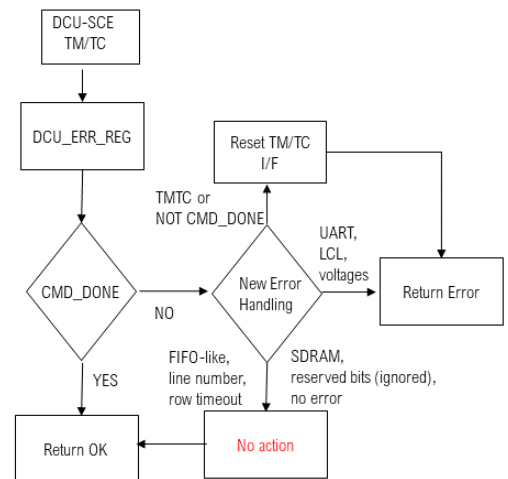 DCU-SCE
TM/TC
DCU_ERR_REG
Reset TM/TC
I/F
TMTC or
NOT CMD_DONE
UART,
LCL,
voltages
CMD_DONE
NO
New Error
Handling
Return Error
YES
FIFO-like,
line number,
row timeout
SDRAM,
reserved bits (ignored),
no error
Return OK
No action